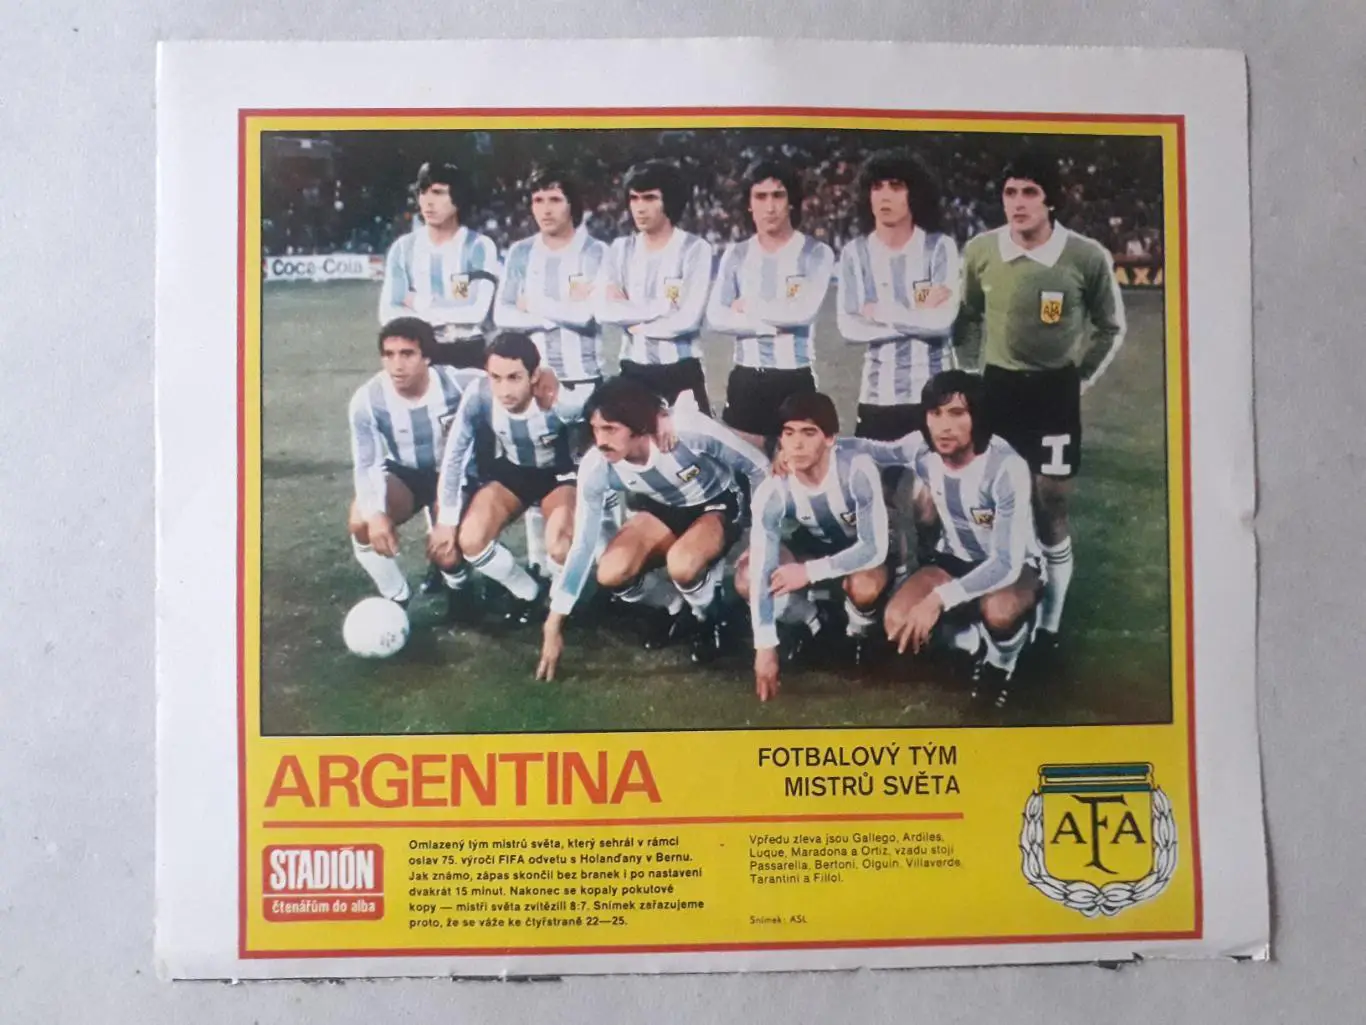 Coca-Cola
AXA
I
ARGENTINA
FOTBALOVÝ TÝM
MISTRŮ SVĚTA
STADIÓN
čtenářům do alba
Omlazený tým mistrů světa, který sehrál v rámci
oslav 75. výročí FIFA odvetu s Holanďany v Bernu.
Jak známo, zápas skončil bez branek i po nastavení
dvakrát 15 minut. Nakonec se kopaly pokutové
kopy — mistři světa zvítězili 8:7. Snímek zařazujeme
proto, že se váže ke čtyřstraně 22—25.
Vpředu zleva jsou Gallego, Ardiles,
Luque, Maradona a Ortiz, vzadu stojí
Passarella, Bertoni, Olguin, Villaverde,
Tarantini a Fillol.
Snímek: ASL
AFA